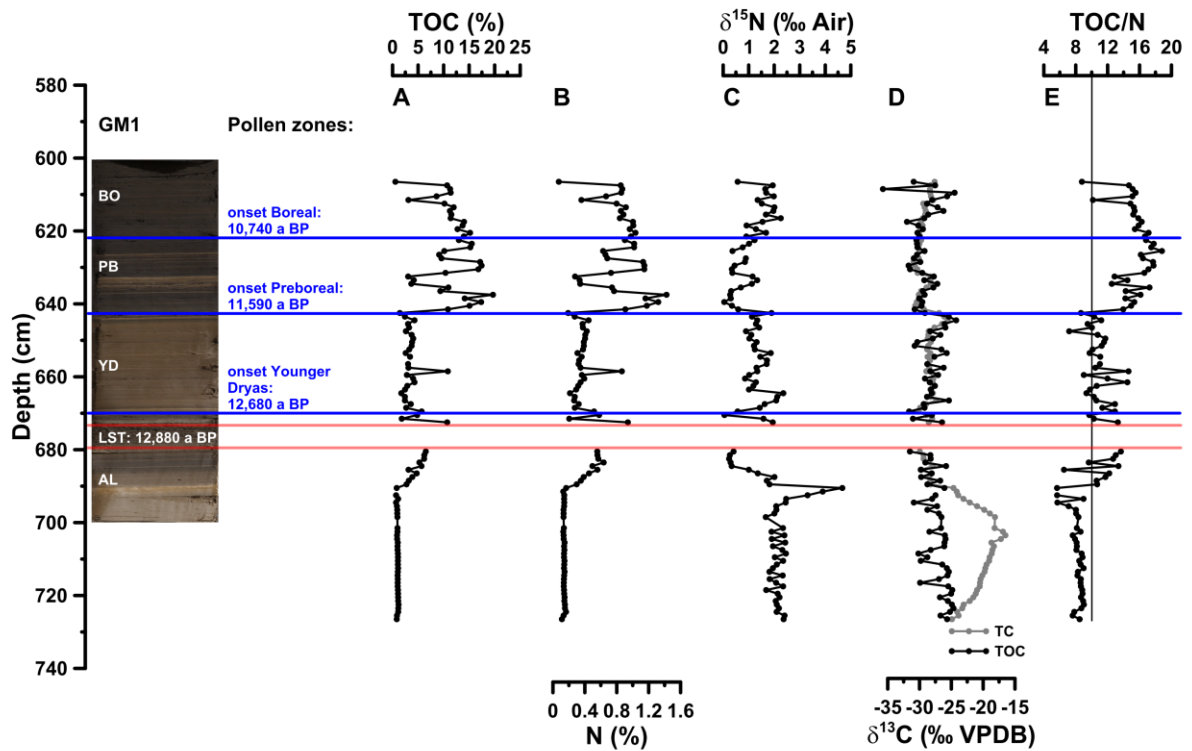 TOC (%)
0 5 10 15 20 25
δ¹⁵N (‰ Air)
0 1 2 3 4 5
TOC/N
4 8 12 16 20
580
600
620
640
660
680
700
720
740
Depth (cm)
A
B
C
D
E
GM1
Pollen zones:
BO
onset Boreal:
10,740 a BP
PB
onset Preboreal:
11,590 a BP
YD
onset Younger
Dryas:
12,680 a BP
LST: 12,880 a BP
AL
TC
TOC
0 0.4 0.8 1.2 1.6
N (%)
-35 -30 -25 -20 -15
δ¹³C (‰ VPDB)